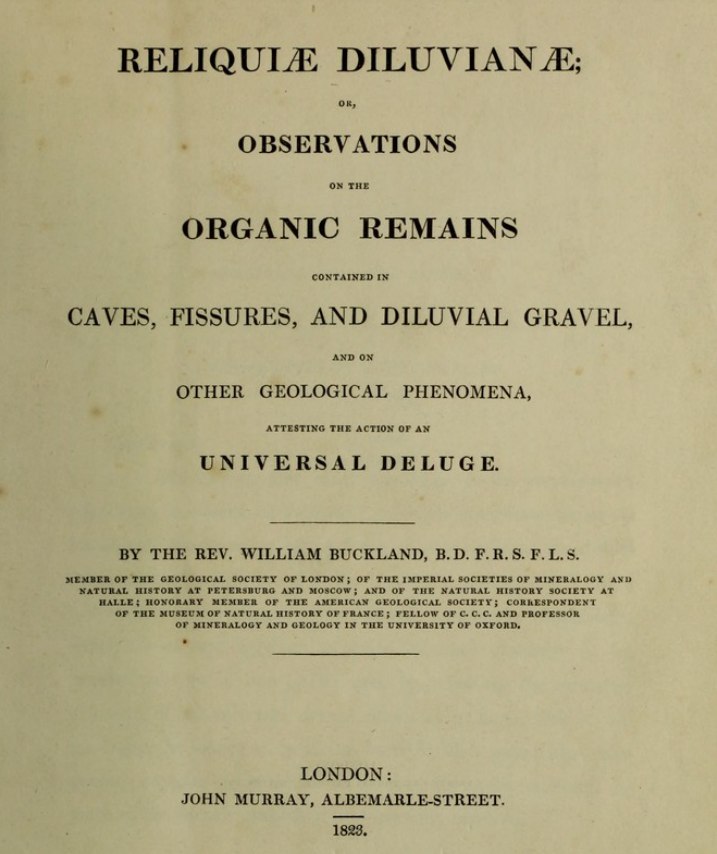 RELIQUIÆ DILUVIANÆ;
OR,
OBSERVATIONS
ON THE
ORGANIC REMAINS
CONTAINED IN
CAVES, FISSURES, AND DILUVIAL GRAVEL,
AND ON
OTHER GEOLOGICAL PHENOMENA,
ATTESTING THE ACTION OF AN
UNIVERSAL DELUGE.
BY THE REV. WILLIAM BUCKLAND, B. D. F. R. S. F. L. S.
MEMBER OF THE GEOLOGICAL SOCIETY OF LONDON; OF THE IMPERIAL SOCIETIES OF MINERALOGY AND
NATURAL HISTORY AT PETERSBURG AND MOSCOW; AND OF THE NATURAL HISTORY SOCIETY AT
HALLE; HONORARY MEMBER OF THE AMERICAN GEOLOGICAL SOCIETY; CORRESPONDENT
OF THE MUSEUM OF NATURAL HISTORY OF FRANCE; FELLOW OF C. C. C. AND PROFESSOR
OF MINERALOGY AND GEOLOGY IN THE UNIVERSITY OF OXFORD.
LONDON:
JOHN MURRAY, ALBEMARLE-STREET.
1823.